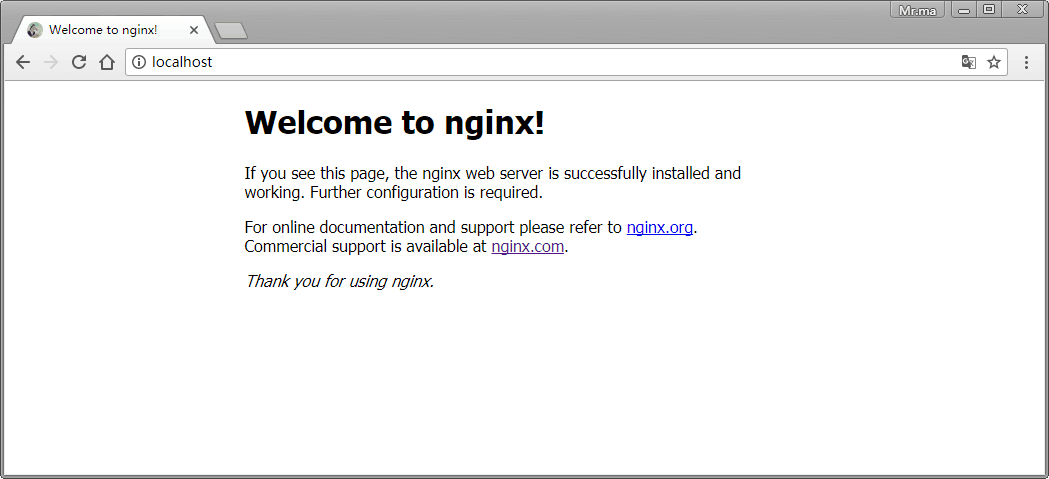 Mr.ma
Welcome to nginx!
localhost
Welcome to nginx!
If you see this page, the nginx web server is successfully installed and
working. Further configuration is required.
For online documentation and support please refer to nginx.org.
Commercial support is available at nginx.com.
Thank you for using nginx.